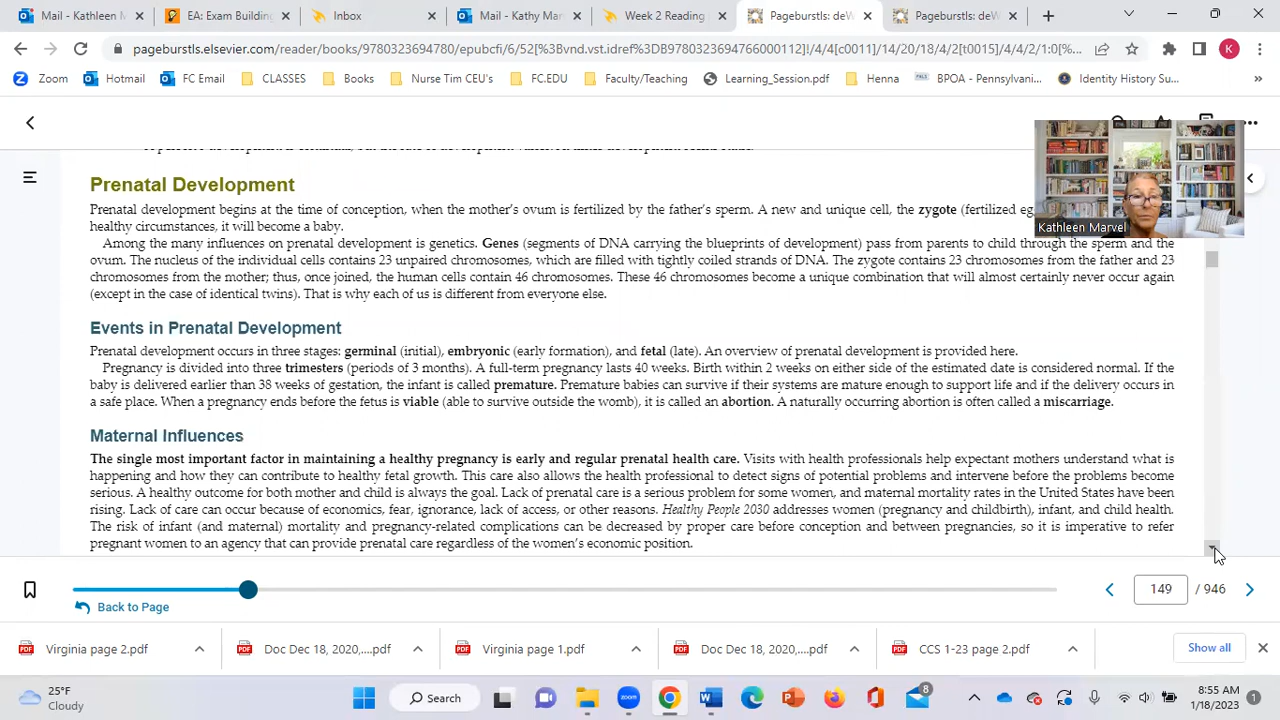 Mail - Kathleen M
EA: Exam Building
Inbox
Mail - Kathy Mar
Week 2 Reading
Pageburstls: deW
Pageburstls: deW
pageburstls.elsevier.com/reader/books/9780323694780/epubcfi/6/52[%3Bvnd.vst.idref%3DB9780323694776000112]!/4/4[c0011]/14/20/18/4/2[t0015]/4/4/2/1:0[%...
K
Zoom
Hotmail
FC Email
CLASSES
Books
Nurse Tim CEU's
FC.EDU
Faculty/Teaching
Learning_Session.pdf
Henna
BPOA - Pennsylvani...
Identity History Su...
»
Prenatal Development
Prenatal development begins at the time of conception, when the mother's ovum is fertilized by the father's sperm. A new and unique cell, the zygote (fertilized eg
healthy circumstances, it will become a baby.
Among the many influences on prenatal development is genetics. Genes (segments of DNA carrying the blueprints of development) pass from parents to child through the sperm and the
ovum. The nucleus of the individual cells contains 23 unpaired chromosomes, which are filled with tightly coiled strands of DNA. The zygote contains 23 chromosomes from the father and 23
chromosomes from the mother; thus, once joined, the human cells contain 46 chromosomes. These 46 chromosomes become a unique combination that will almost certainly never occur again
(except in the case of identical twins). That is why each of us is different from everyone else.
Kathleen Marvel
Events in Prenatal Development
Prenatal development occurs in three stages: germinal (initial), embryonic (early formation), and fetal (late). An overview of prenatal development is provided here.
Pregnancy is divided into three trimesters (periods of 3 months). A full-term pregnancy lasts 40 weeks. Birth within 2 weeks on either side of the estimated date is considered normal. If the
baby is delivered earlier than 38 weeks of gestation, the infant is called premature. Premature babies can survive if their systems are mature enough to support life and if the delivery occurs in
a safe place. When a pregnancy ends before the fetus is viable (able to survive outside the womb), it is called an abortion. A naturally occurring abortion is often called a miscarriage.
Maternal Influences
The single most important factor in maintaining a healthy pregnancy is early and regular prenatal health care. Visits with health professionals help expectant mothers understand what is
happening and how they can contribute to healthy fetal growth. This care also allows the health professional to detect signs of potential problems and intervene before the problems become
serious. A healthy outcome for both mother and child is always the goal. Lack of prenatal care is a serious problem for some women, and maternal mortality rates in the United States have been
rising. Lack of care can occur because of economics, fear, ignorance, lack of access, or other reasons. Healthy People 2030 addresses women (pregnancy and childbirth), infant, and child health.
The risk of infant (and maternal) mortality and pregnancy-related complications can be decreased by proper care before conception and between pregnancies, so it is imperative to refer
pregnant women to an agency that can provide prenatal care regardless of the women's economic position.
149 / 946
Back to Page
Virginia page 2.pdf
Doc Dec 18, 2020,....pdf
Virginia page 1.pdf
Doc Dec 18, 2020,....pdf
CCS 1-23 page 2.pdf
Show all
25°F
Cloudy
Search
8
8:55 AM
1/18/2023
1